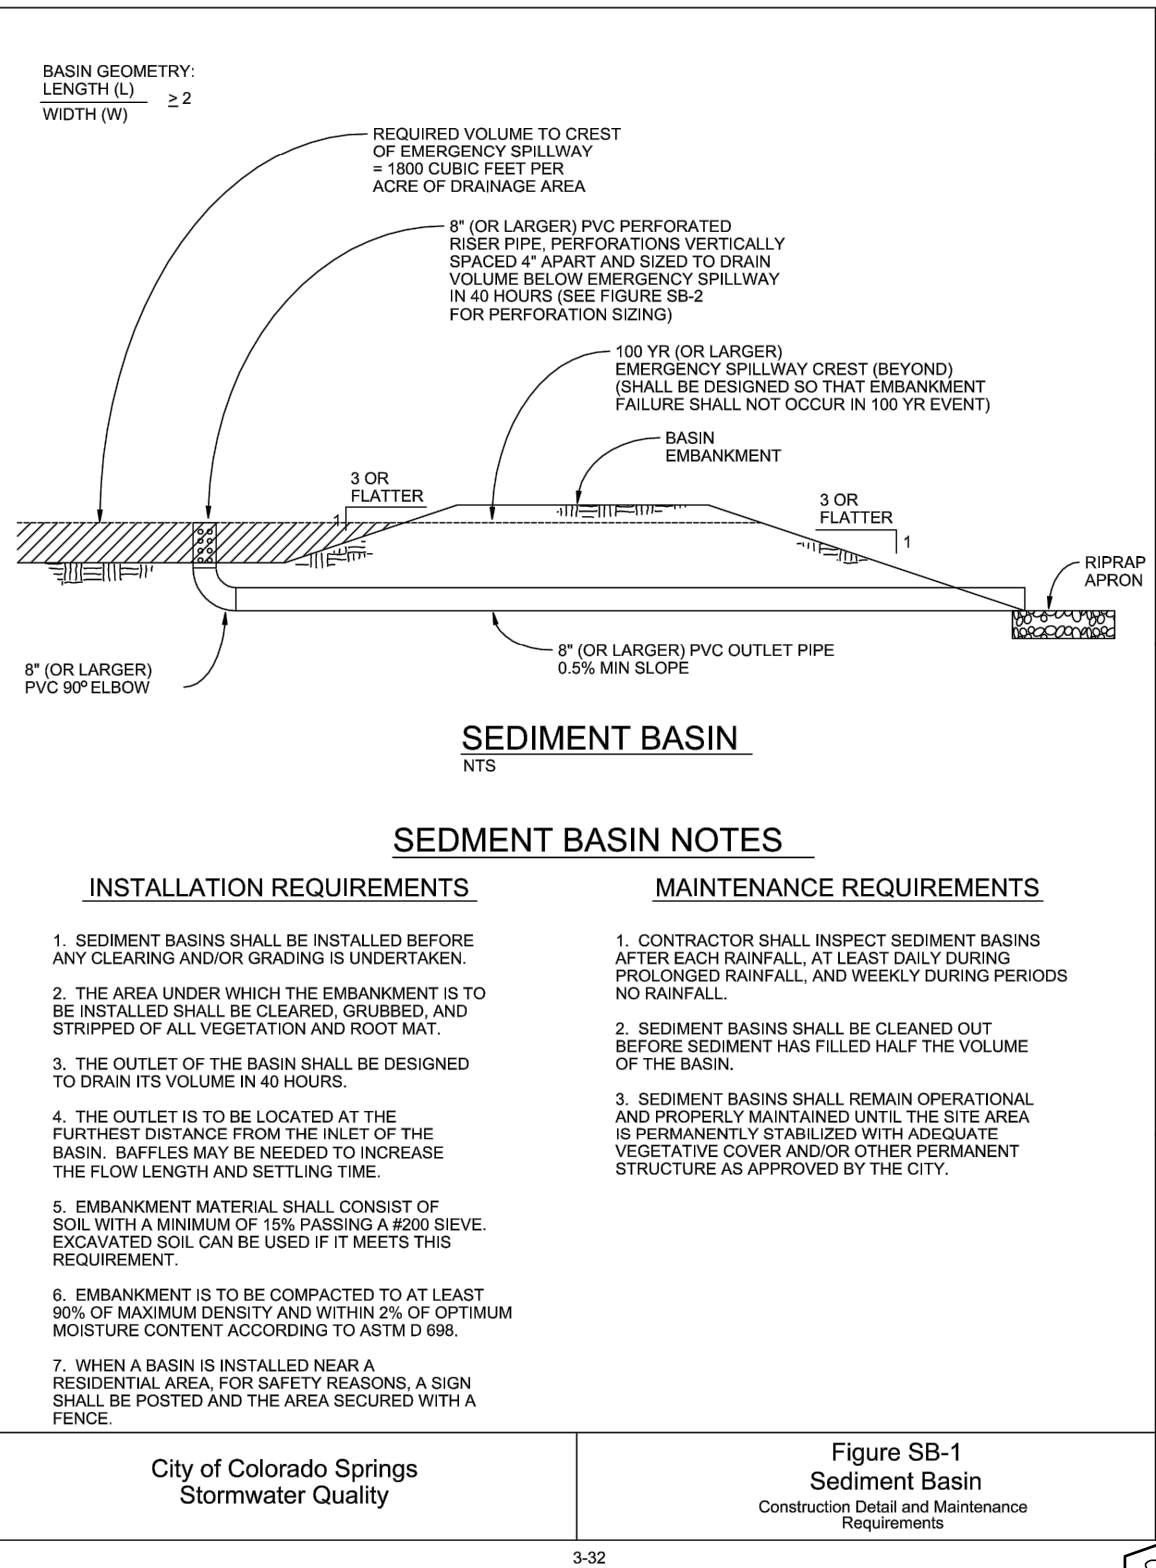 BASIN GEOMETRY:
LENGTH (L)
WIDTH (W)
≥ 2
REQUIRED VOLUME TO CREST
OF EMERGENCY SPILLWAY
= 1800 CUBIC FEET PER
ACRE OF DRAINAGE AREA
8" (OR LARGER) PVC PERFORATED
RISER PIPE, PERFORATIONS VERTICALLY
SPACED 4" APART AND SIZED TO DRAIN
VOLUME BELOW EMERGENCY SPILLWAY
IN 40 HOURS (SEE FIGURE SB-2
FOR PERFORATION SIZING)
100 YR (OR LARGER)
EMERGENCY SPILLWAY CREST (BEYOND)
(SHALL BE DESIGNED SO THAT EMBANKMENT
FAILURE SHALL NOT OCCUR IN 100 YR EVENT)
BASIN
EMBANKMENT
3 OR
FLATTER
1
3 OR
FLATTER
1
RIPRAP
APRON
8" (OR LARGER) PVC OUTLET PIPE
0.5% MIN SLOPE
8" (OR LARGER)
PVC 90º ELBOW
SEDIMENT BASIN
NTS
SEDMENT BASIN NOTES
INSTALLATION REQUIREMENTS
1. SEDIMENT BASINS SHALL BE INSTALLED BEFORE
ANY CLEARING AND/OR GRADING IS UNDERTAKEN.
2. THE AREA UNDER WHICH THE EMBANKMENT IS TO
BE INSTALLED SHALL BE CLEARED, GRUBBED, AND
STRIPPED OF ALL VEGETATION AND ROOT MAT.
3. THE OUTLET OF THE BASIN SHALL BE DESIGNED
TO DRAIN ITS VOLUME IN 40 HOURS.
4. THE OUTLET IS TO BE LOCATED AT THE
FURTHEST DISTANCE FROM THE INLET OF THE
BASIN. BAFFLES MAY BE NEEDED TO INCREASE
THE FLOW LENGTH AND SETTLING TIME.
5. EMBANKMENT MATERIAL SHALL CONSIST OF
SOIL WITH A MINIMUM OF 15% PASSING A #200 SIEVE.
EXCAVATED SOIL CAN BE USED IF IT MEETS THIS
REQUIREMENT.
6. EMBANKMENT IS TO BE COMPACTED TO AT LEAST
90% OF MAXIMUM DENSITY AND WITHIN 2% OF OPTIMUM
MOISTURE CONTENT ACCORDING TO ASTM D 698.
7. WHEN A BASIN IS INSTALLED NEAR A
RESIDENTIAL AREA, FOR SAFETY REASONS, A SIGN
SHALL BE POSTED AND THE AREA SECURED WITH A
FENCE.
MAINTENANCE REQUIREMENTS
1. CONTRACTOR SHALL INSPECT SEDIMENT BASINS
AFTER EACH RAINFALL, AT LEAST DAILY DURING
PROLONGED RAINFALL, AND WEEKLY DURING PERIODS
NO RAINFALL.
2. SEDIMENT BASINS SHALL BE CLEANED OUT
BEFORE SEDIMENT HAS FILLED HALF THE VOLUME
OF THE BASIN.
3. SEDIMENT BASINS SHALL REMAIN OPERATIONAL
AND PROPERLY MAINTAINED UNTIL THE SITE AREA
IS PERMANENTLY STABILIZED WITH ADEQUATE
VEGETATIVE COVER AND/OR OTHER PERMANENT
STRUCTURE AS APPROVED BY THE CITY.
City of Colorado Springs
Stormwater Quality
Figure SB-1
Sediment Basin
Construction Detail and Maintenance
Requirements
3-32